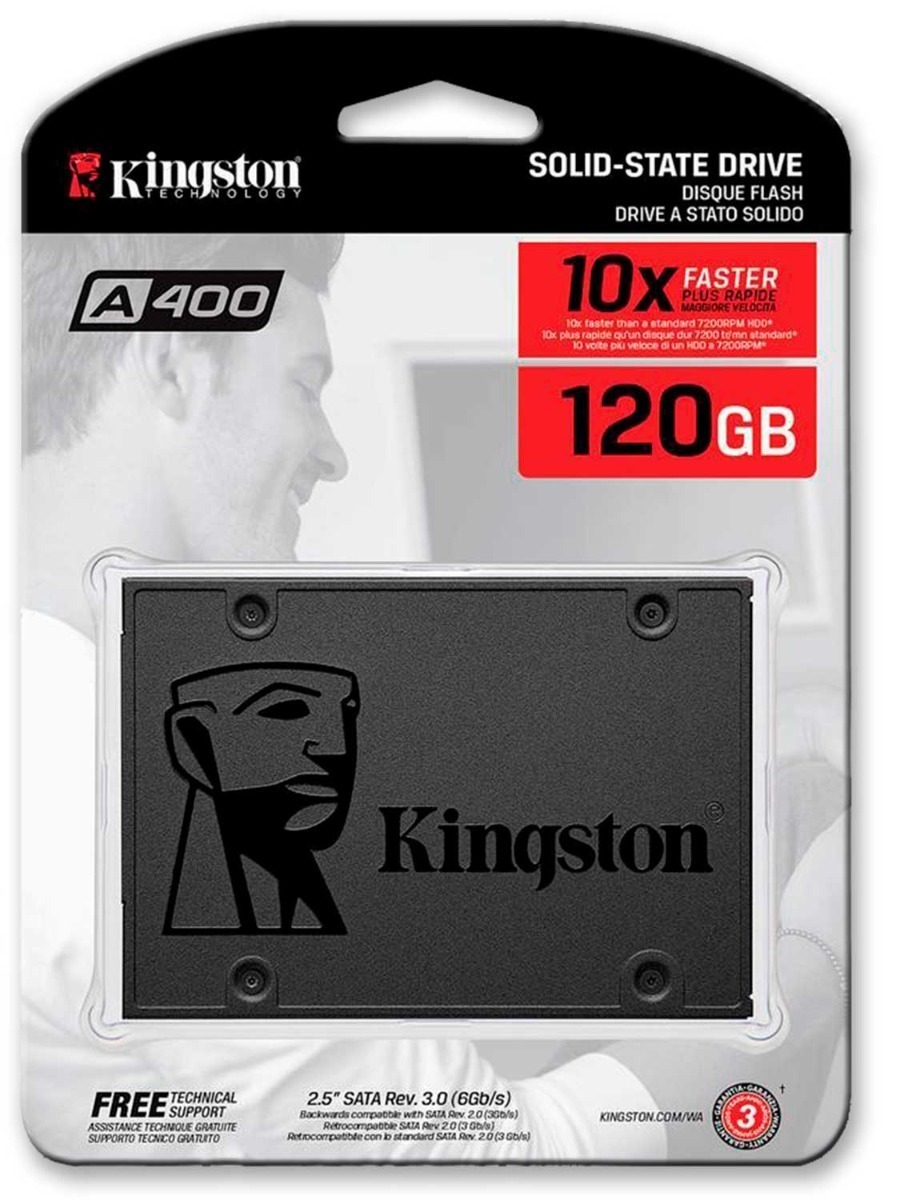 Kingston®
TECHNOLOGY
SOLID-STATE DRIVE
DISQUE FLASH
DRIVE A STATO SOLIDO
A400
10x FASTER
PLUS RAPIDE
MAGGIORE VELOCITÀ
10x faster than a standard 7200RPM HDD*
10x plus rapide qu'un disque dur 7200 tr/mn standard*
10 volte più veloce di un HDD a 7200RPM*
120GB
Kingston®
FREE TECHNICAL SUPPORT
ASSISTANCE TECHNIQUE GRATUITE
SUPPORTO TECNICO GRATUITO
2.5" SATA Rev. 3.0 (6Gb/s)
Backwards compatible with SATA Rev. 2.0 (3Gb/s)
Rétrocompatible SATA Rev. 2.0 (3 Gb/s)
Retrocompatibile con lo standard SATA Rev. 2.0 (3 Gb/s)
KINGSTON.COM/WA
3
†